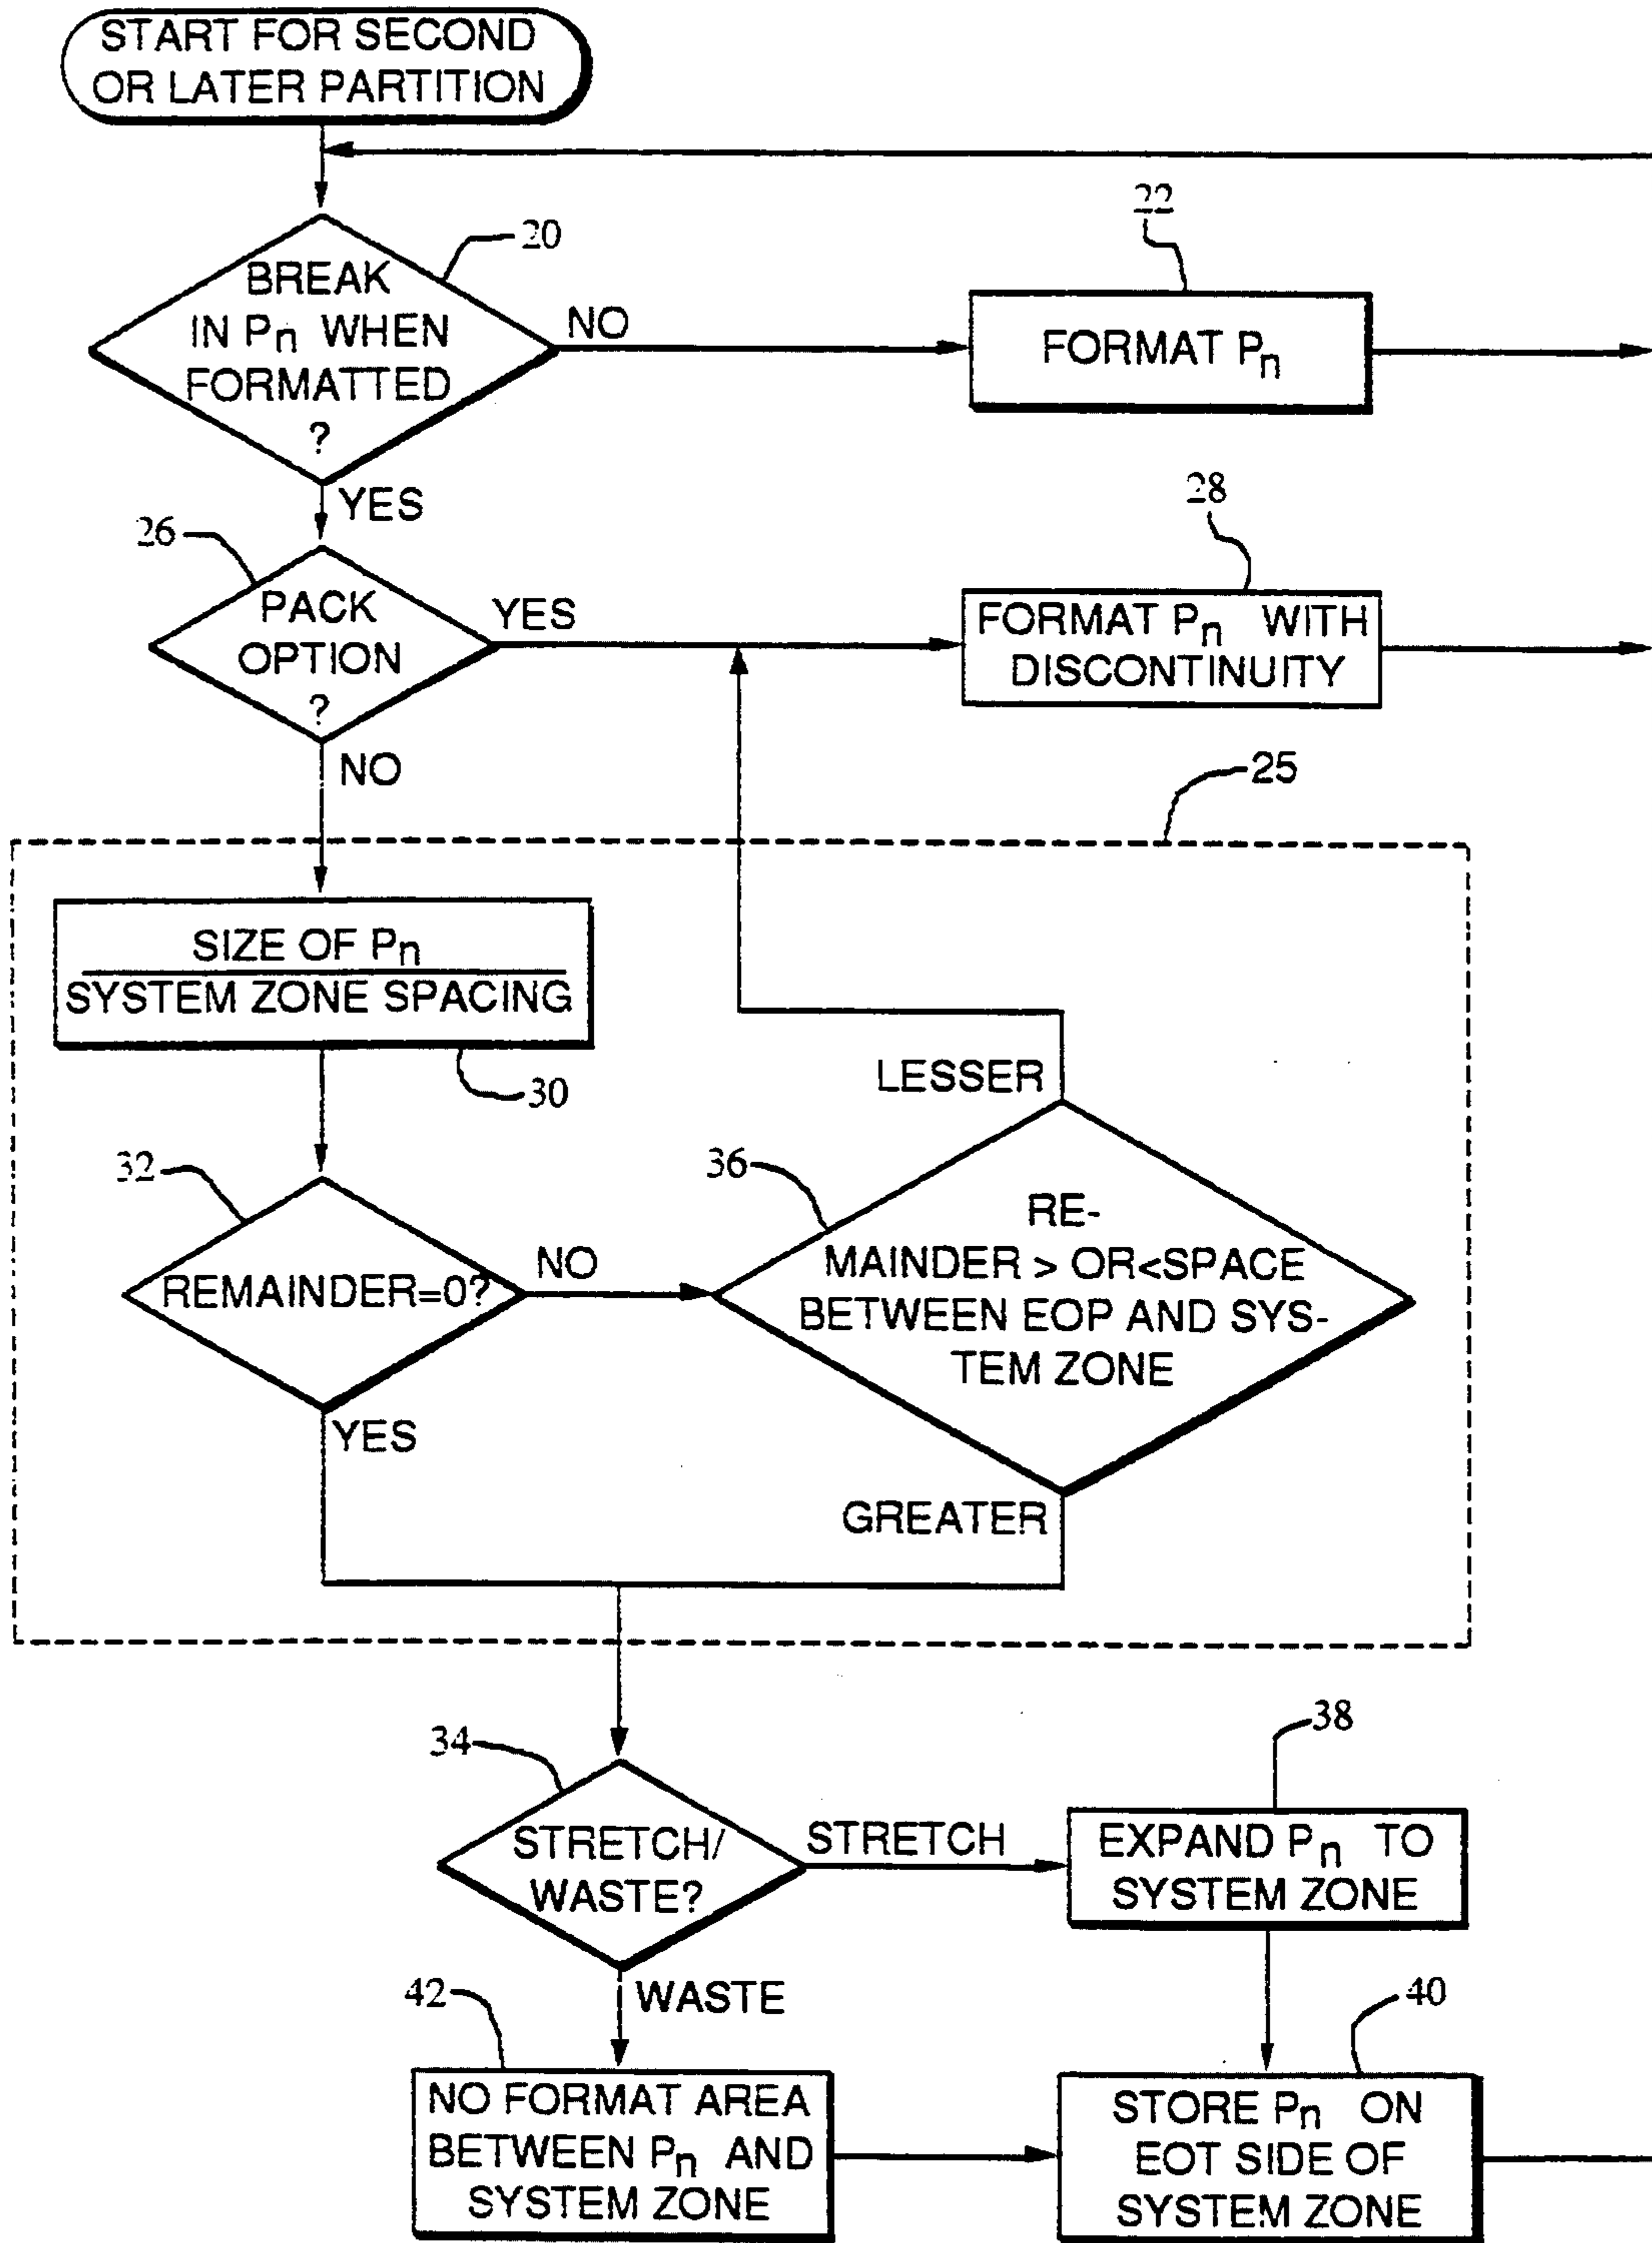 START FOR SECOND
OR LATER PARTITION
20
BREAK
IN Pn WHEN
FORMATTED
?
NO
22
FORMAT Pn
YES
26
PACK
OPTION
?
YES
28
FORMAT Pn WITH
DISCONTINUITY
NO
25
SIZE OF Pn
SYSTEM ZONE SPACING
30
LESSER
32
REMAINDER=0?
NO
36
RE-
MAINDER > OR<SPACE
BETWEEN EOP AND SYS-
TEM ZONE
YES
GREATER
34
STRETCH/
WASTE?
STRETCH
38
EXPAND Pn TO
SYSTEM ZONE
WASTE
42
NO FORMAT AREA
BETWEEN Pn AND
SYSTEM ZONE
40
STORE Pn ON
EOT SIDE OF
SYSTEM ZONE